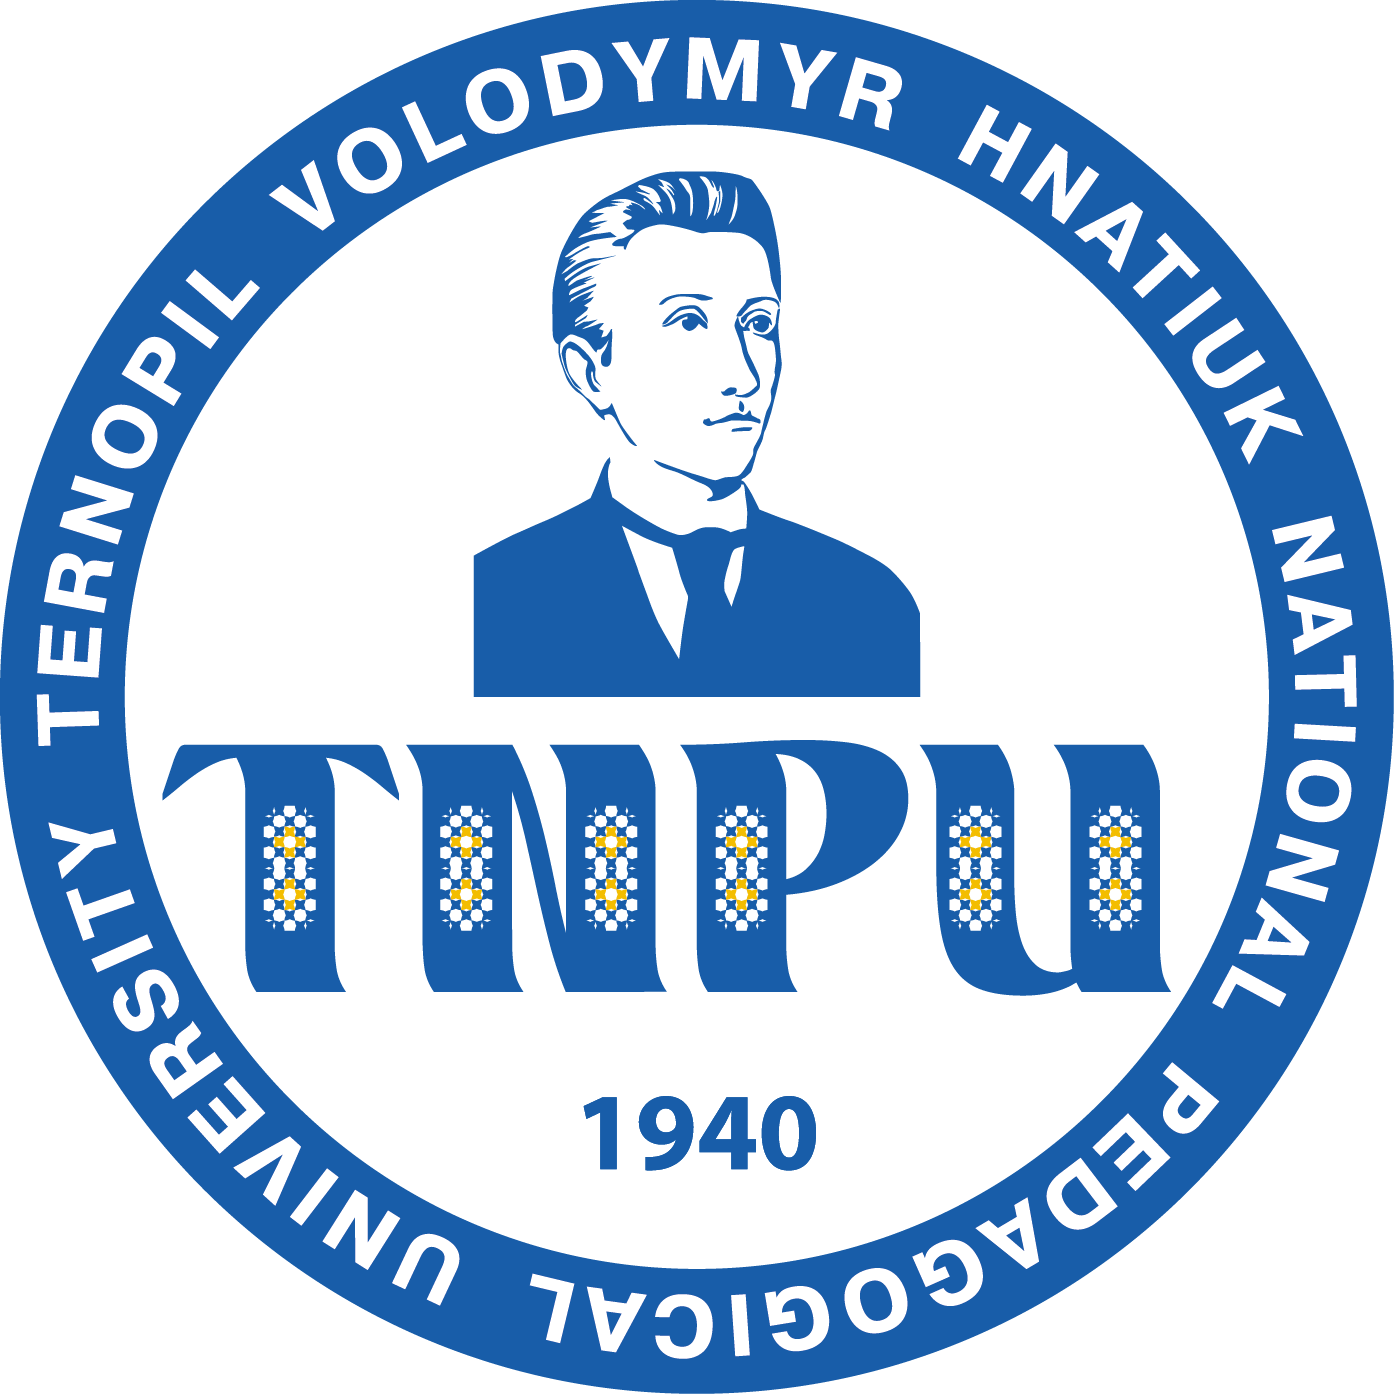 TERNOPIL VOLODYMYR HNATIUK NATIONAL PEDAGOGICAL UNIVERSITY
TNPU
1940